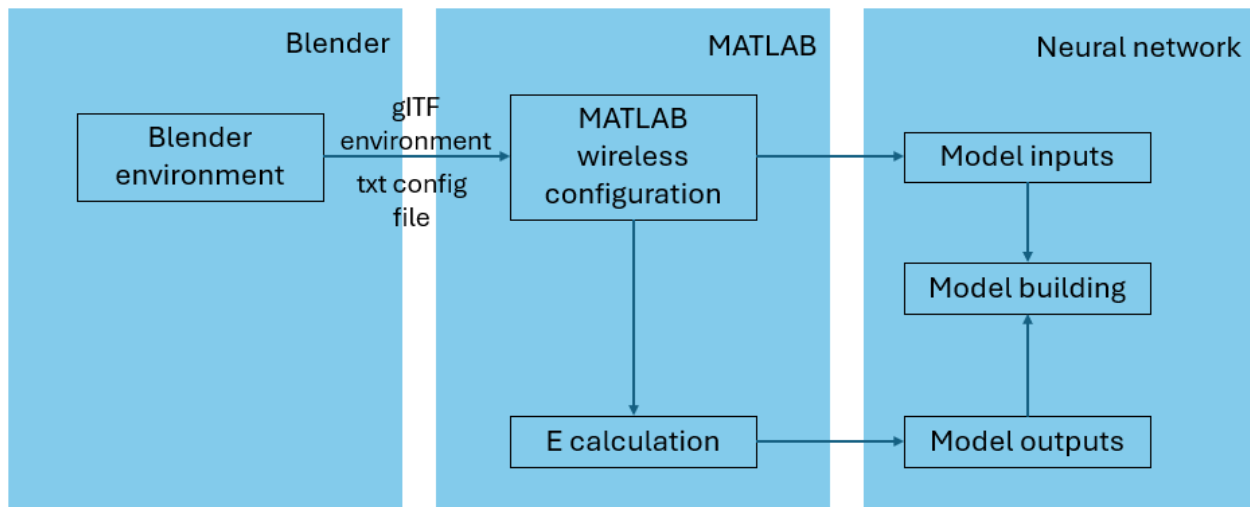 Blender
MATLAB
Neural network
Blender
environment
gITF
environment
txt config
file
MATLAB
wireless
configuration
Model inputs
Model building
E calculation
Model outputs